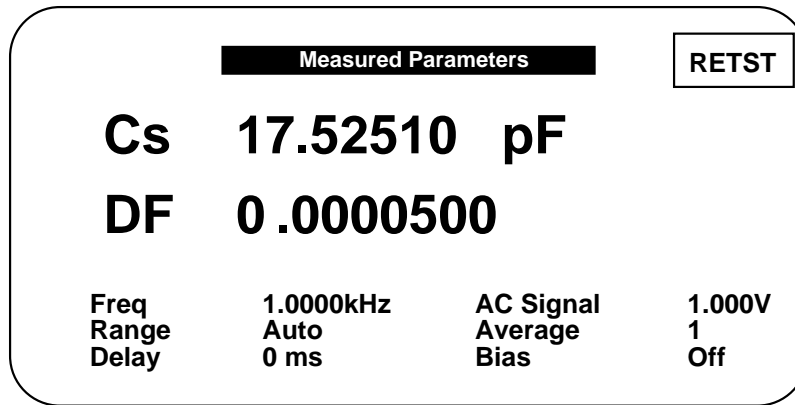 Measured Parameters
RETST
Cs 17.52510 pF
DF 0.0000500
Freq 1.0000kHz AC Signal 1.000V
Range Auto Average 1
Delay 0 ms Bias Off